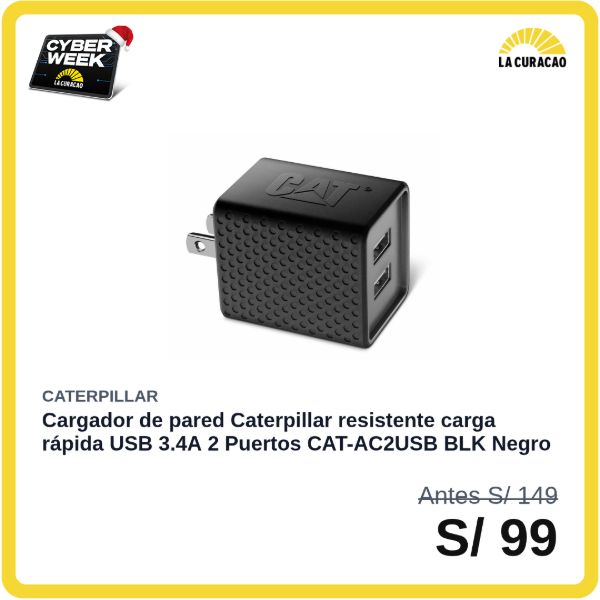 CYBER
WEEK
LA CURACAO
LA CURACAO
CAT®
CATERPILLAR
Cargador de pared Caterpillar resistente carga
rápida USB 3.4A 2 Puertos CAT-AC2USB BLK Negro
Antes S/ 149
S/ 99